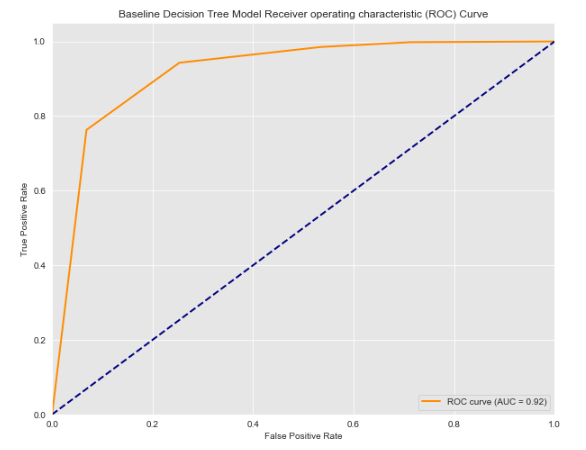 Baseline Decision Tree Model Receiver operating characteristic (ROC) Curve
1.0
0.8
0.6
0.4
0.2
0.0
True Positive Rate
ROC curve (AUC = 0.92)
0.0 0.2 0.4 0.6 0.8 1.0
False Positive Rate